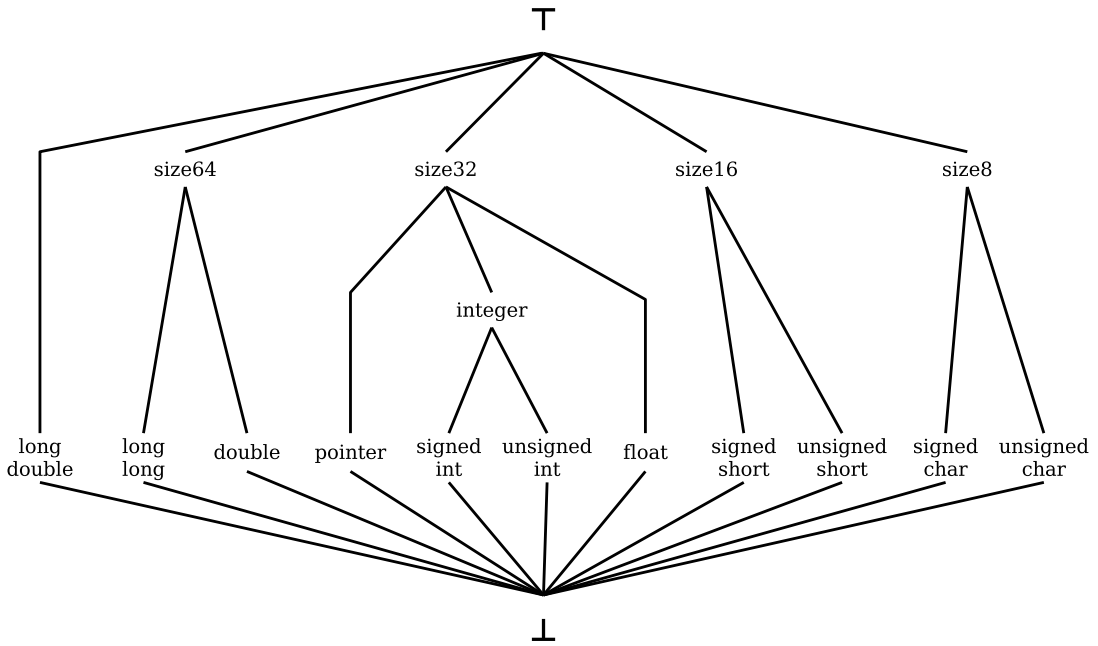 ⊤
size64 size32 size16 size8
integer
long double
long long
double
pointer
signed int
unsigned int
float
signed short
unsigned short
signed char
unsigned char
⊥